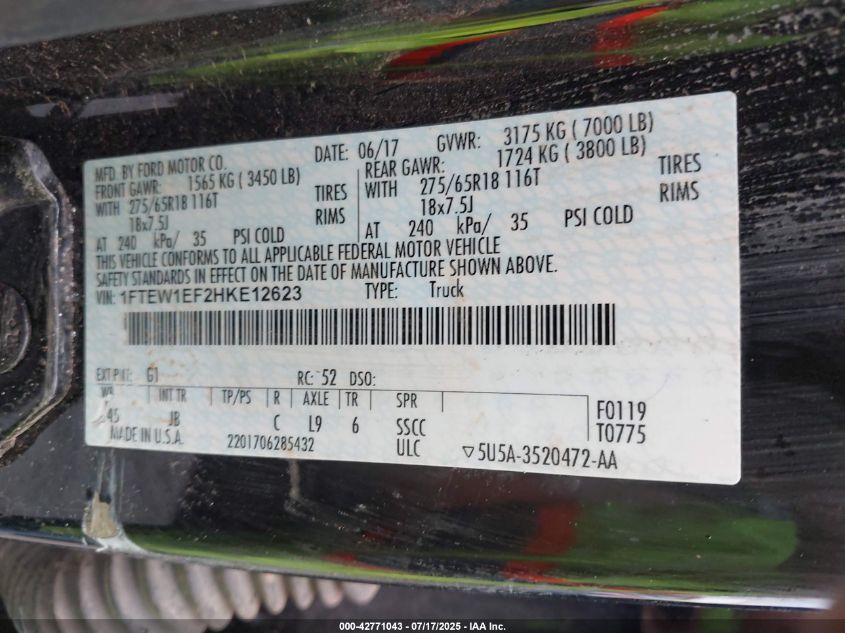 MFD. BY FORD MOTOR CO. DATE: 06/17 GVWR: 3175 KG ( 7000 LB)
FRONT GAWR: 1565 KG ( 3450 LB) REAR GAWR: 1724 KG ( 3800 LB)
WITH 275/65R18 116T TIRES WITH 275/65R18 116T TIRES
18x7.5J RIMS 18x7.5J RIMS
AT 240 kPa/ 35 PSI COLD AT 240 kPa/ 35 PSI COLD
THIS VEHICLE CONFORMS TO ALL APPLICABLE FEDERAL MOTOR VEHICLE
SAFETY STANDARDS IN EFFECT ON THE DATE OF MANUFACTURE SHOWN ABOVE.
VIN: 1FTEW1EF2HKE12623 TYPE: Truck
EXT PNT: G1 RC: 52 DSO:
WB INT TR TP/PS R AXLE TR SPR F0119
145 JB C L9 6 SSCC T0775
MADE IN U.S.A. 2201706285432 ULC ▽5U5A-3520472-AA
000-42771043 / 07/17/2025 - IAA Inc.